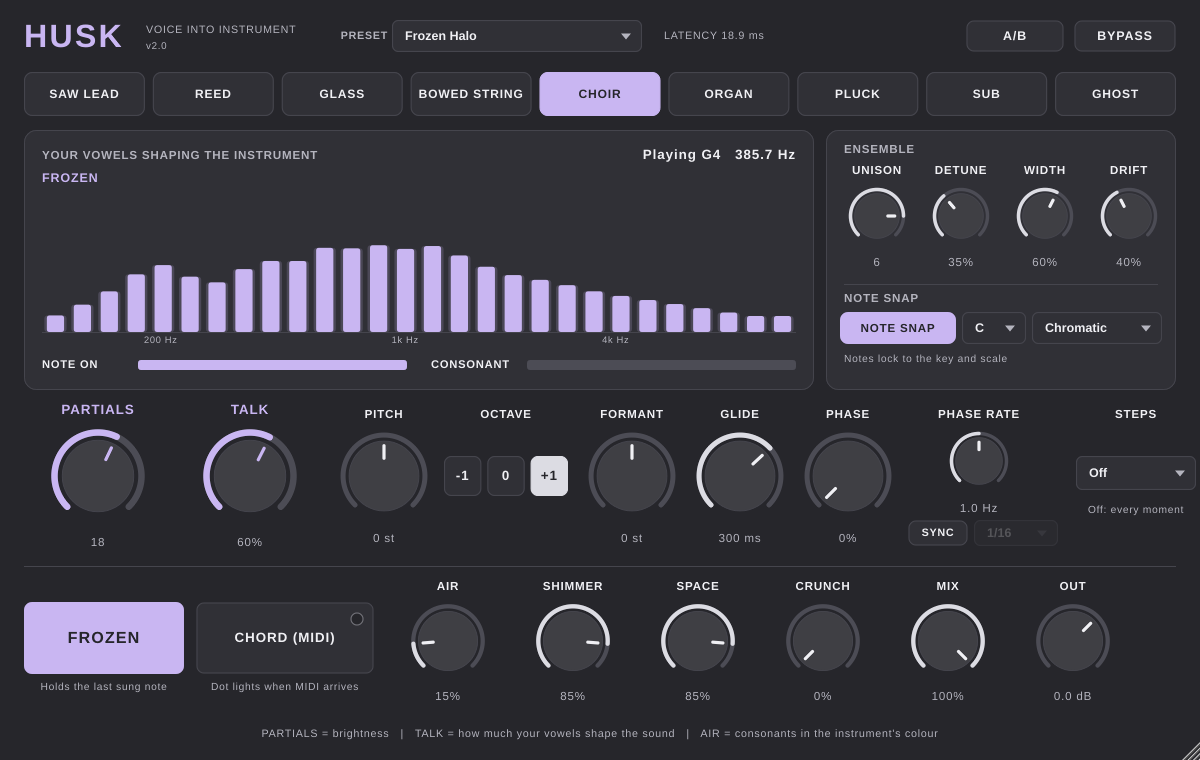 HUSK
VOICE INTO INSTRUMENT
v2.0
PRESET Frozen Halo
LATENCY 18.9 ms
A/B BYPASS
SAW LEAD REED GLASS BOWED STRING CHOIR ORGAN PLUCK SUB GHOST
YOUR VOWELS SHAPING THE INSTRUMENT
Playing G4 385.7 Hz
FROZEN
200 Hz 1k Hz 4k Hz
NOTE ON CONSONANT
ENSEMBLE
UNISON DETUNE WIDTH DRIFT
6 35% 60% 40%
NOTE SNAP
NOTE SNAP C Chromatic
Notes lock to the key and scale
PARTIALS TALK PITCH OCTAVE FORMANT GLIDE PHASE PHASE RATE STEPS
-1 0 +1
Off
18 60% 0 st 0 st 300 ms 0% 1.0 Hz
Off: every moment
SYNC 1/16
AIR SHIMMER SPACE CRUNCH MIX OUT
FROZEN CHORD (MIDI)
Holds the last sung note Dot lights when MIDI arrives
15% 85% 85% 0% 100% 0.0 dB
PARTIALS = brightness | TALK = how much your vowels shape the sound | AIR = consonants in the instrument's colour